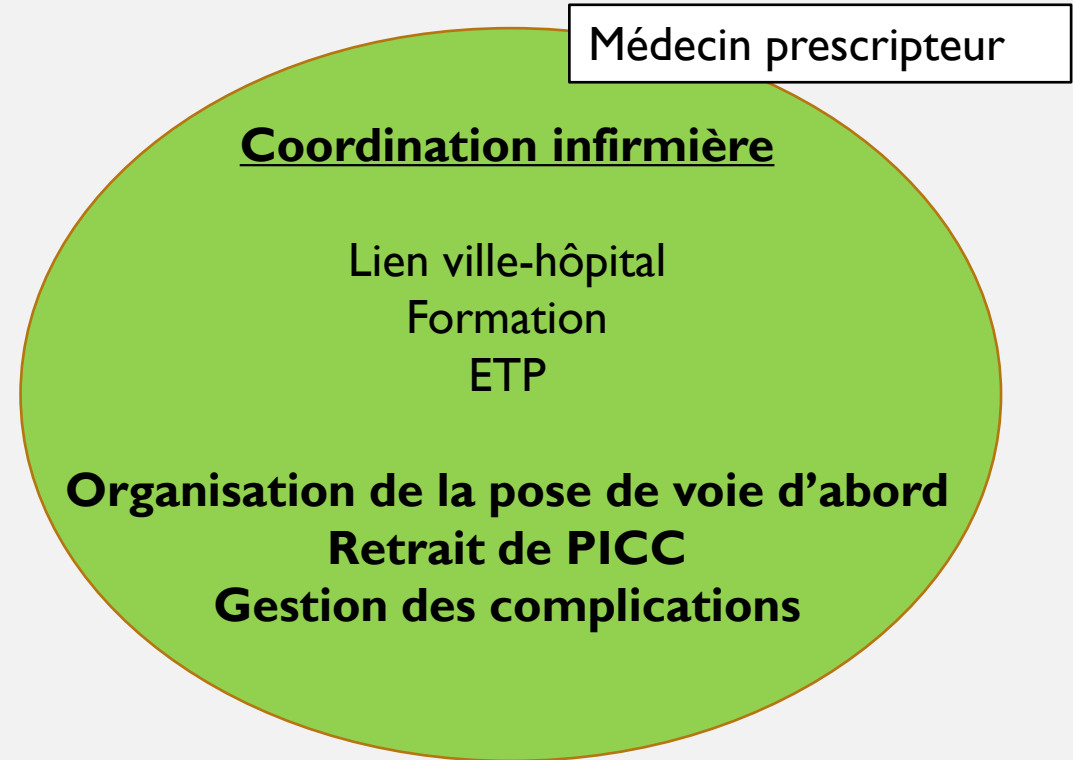 Médecin prescripteur
Coordination infirmière
Lien ville-hôpital
Formation
ETP
Organisation de la pose de voie d’abord
Retrait de PICC
Gestion des complications